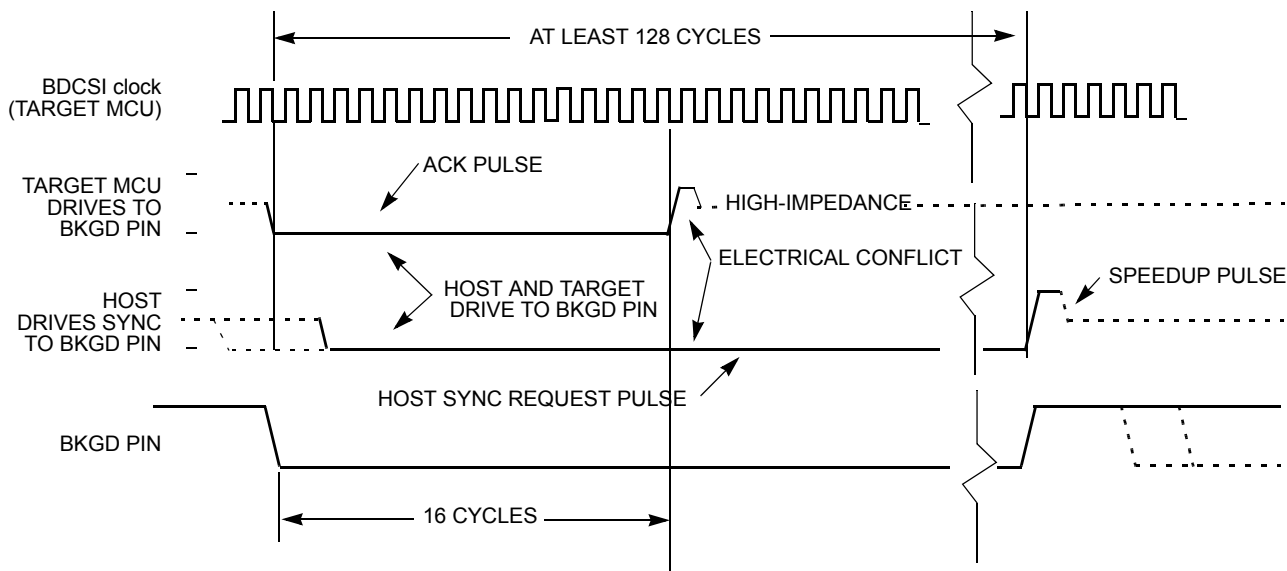 AT LEAST 128 CYCLES
BDCSI clock
(TARGET MCU)
ACK PULSE
TARGET MCU
DRIVES TO
BKGD PIN
HIGH-IMPEDANCE
ELECTRICAL CONFLICT
HOST AND TARGET
DRIVE TO BKGD PIN
SPEEDUP PULSE
HOST
DRIVES SYNC
TO BKGD PIN
HOST SYNC REQUEST PULSE
BKGD PIN
16 CYCLES